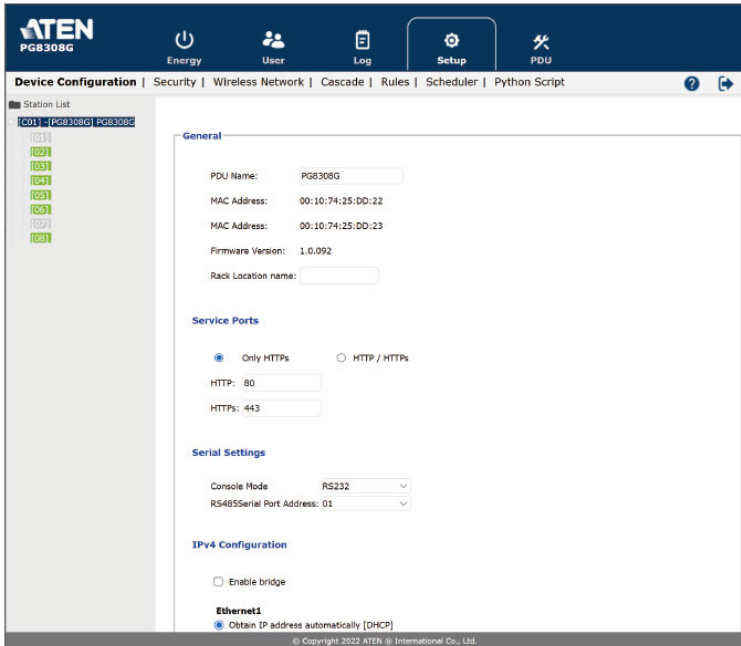 ATEN
PG8308G
Energy
User
Log
Setup
PDU
Device Configuration | Security | Wireless Network | Cascade | Rules | Scheduler | Python Script
Station List
[C01] -[PG8308G] PG8308G
[01]
[02]
[03]
[04]
[05]
[06]
[07]
[08]
General
PDU Name: PG8308G
MAC Address: 00:10:74:25:DD:22
MAC Address: 00:10:74:25:DD:23
Firmware Version: 1.0.092
Rack Location name:
Service Ports
Only HTTPs HTTP / HTTPs
HTTP: 80
HTTPs: 443
Serial Settings
Console Mode RS232
RS485Serial Port Address: 01
IPv4 Configuration
Enable bridge
Ethernet1
Obtain IP address automatically [DHCP]
© Copyright 2022 ATEN ® International Co., Ltd.